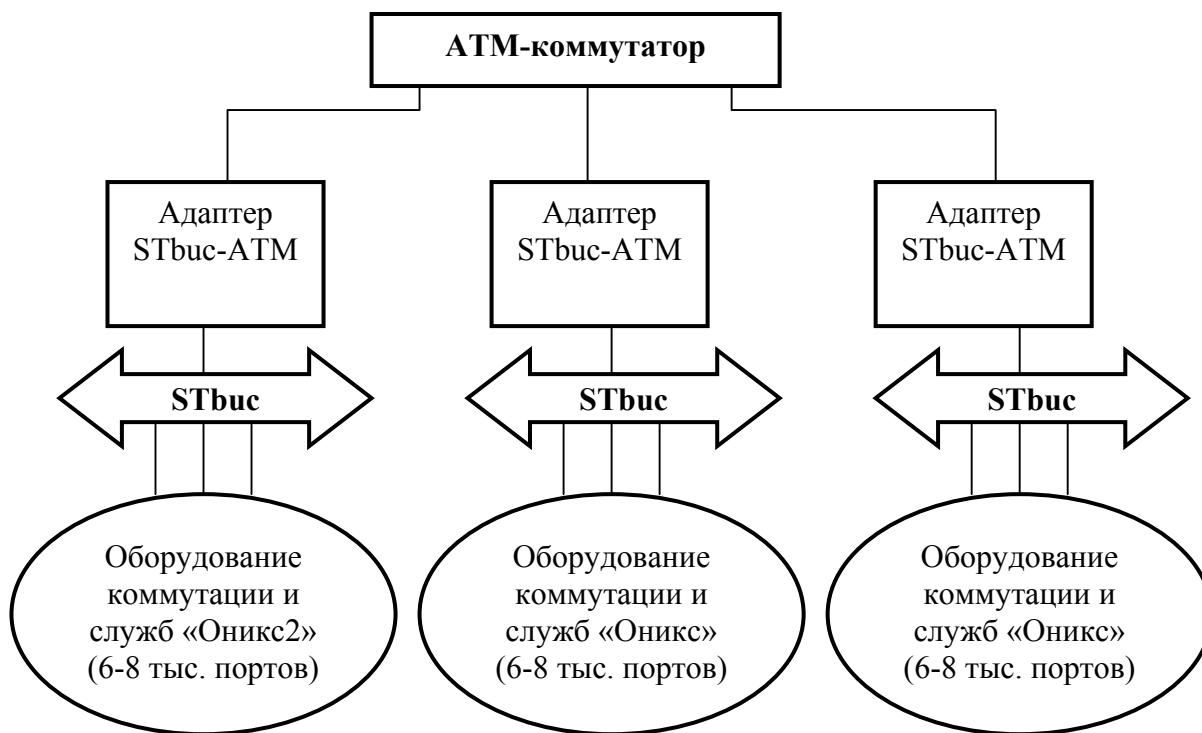 АТМ-коммутатор
Адаптер
STbuc-ATM
Адаптер
STbuc-ATM
Адаптер
STbuc-ATM
STbuc
STbuc
STbuc
Оборудование
коммутации и
служб «Оникс2»
(6-8 тыс. портов)
Оборудование
коммутации и
служб «Оникс»
(6-8 тыс. портов)
Оборудование
коммутации и
служб «Оникс»
(6-8 тыс. портов)